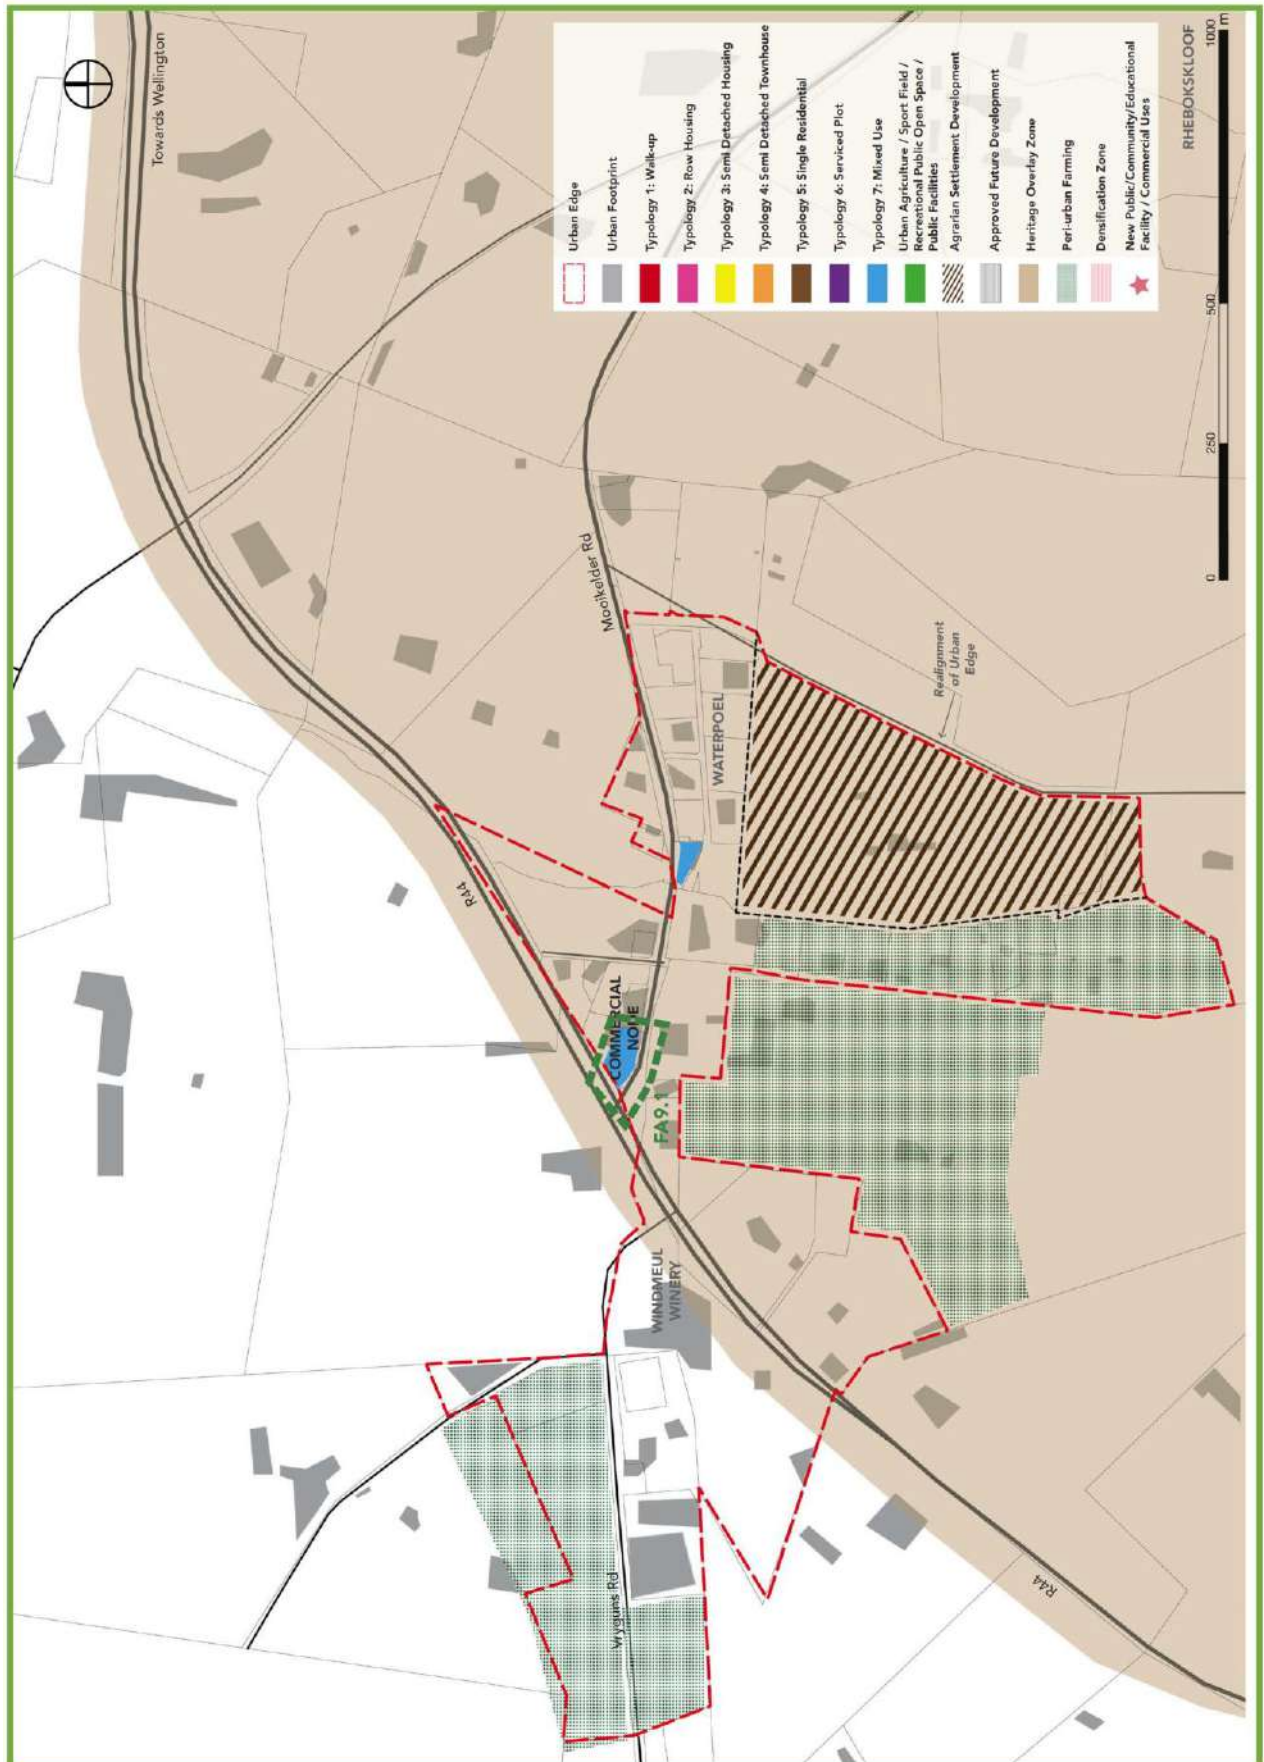 Towards Wellington
Urban Edge
Urban Footprint
Typology 1: Walk-up
Typology 2: Row Housing
Typology 3: Semi Detached Housing
Typology 4: Semi Detached Townhouse
Typology 5: Single Residential
Typology 6: Serviced Plot
Typology 7: Mixed Use
Urban Agriculture / Sport Field /
Recreational Public Open Space /
Public Facilities
Agrarian Settlement Development
Approved Future Development
Heritage Overlay Zone
Peri-urban Farming
Densification Zone
New Public/Community/Educational
Facility / Commercial Uses
RHEBOKSKLOOF
0
250
500
1000
m
Mooikelder Rd
R44
WATERPOEL
Realignment
of Urban
Edge
COMMERCIAL
NODE
FA9.1
WINDMEUL
WINERY
Vryguns Rd
R44